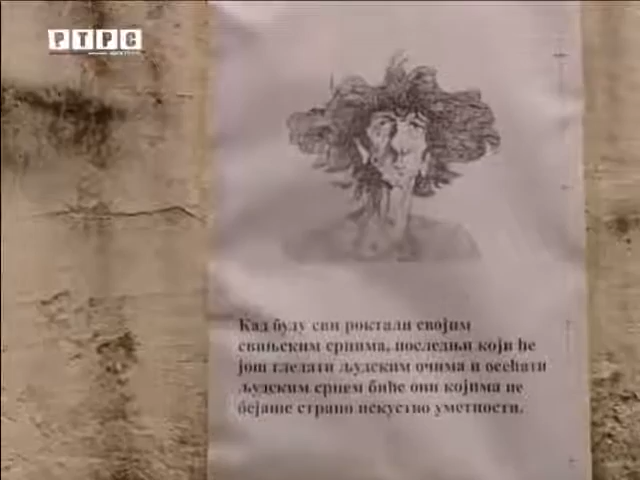 РТРС
Кад буду сви роктали својим
свињским срцима, последњи који ће
још гледати људским очима и осећати
људским срцем биће они којима не
бејаше страно искуство уметности.